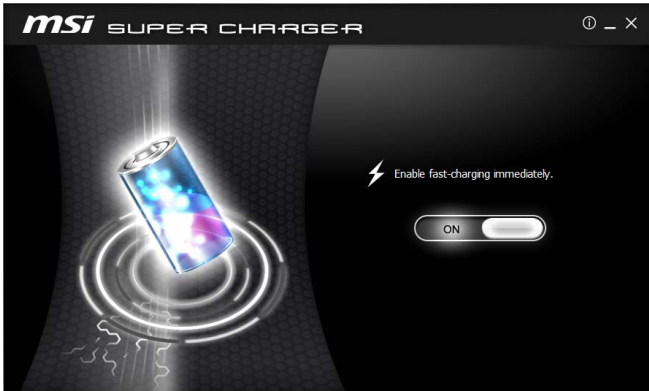 msi SUPER CHARGER
Enable fast-charging immediately.
ON